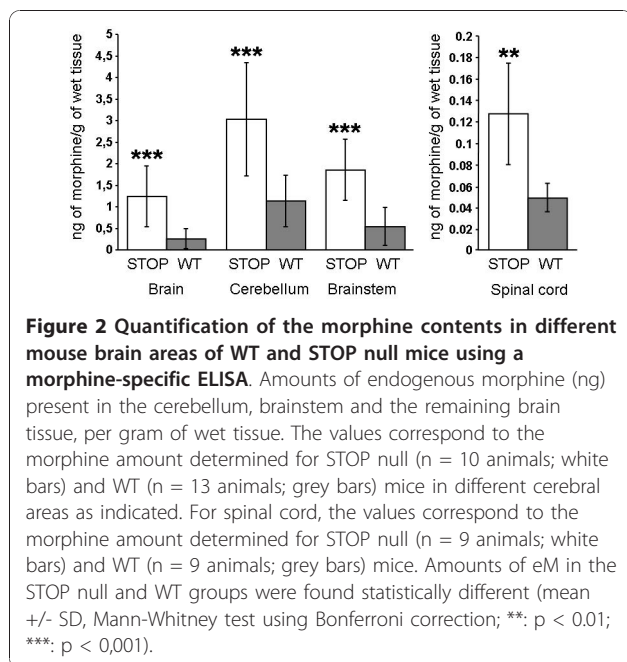 ng of morphine/g of wet tissue
5
4,5
4
3,5
3
2,5
2
1,5
1
0,5
0
***
***
***
STOP WT
STOP WT
STOP WT
Brain
Cerebellum
Brainstem
ng of morphine/g of wet tissue
0.2
0.18
0.16
0.14
0.12
0.1
0.08
0.06
0.04
0.02
0
**
STOP WT
Spinal cord
Figure 2 Quantification of the morphine contents in different
mouse brain areas of WT and STOP null mice using a
morphine-specific ELISA. Amounts of endogenous morphine (ng)
present in the cerebellum, brainstem and the remaining brain
tissue, per gram of wet tissue. The values correspond to the
morphine amount determined for STOP null (n = 10 animals; white
bars) and WT (n = 13 animals; grey bars) mice in different cerebral
areas as indicated. For spinal cord, the values correspond to the
morphine amount determined for STOP null (n = 9 animals; white
bars) and WT (n = 9 animals; grey bars) mice. Amounts of eM in the
STOP null and WT groups were found statistically different (mean
+/- SD, Mann-Whitney test using Bonferroni correction; **: p < 0.01;
***: p < 0,001).